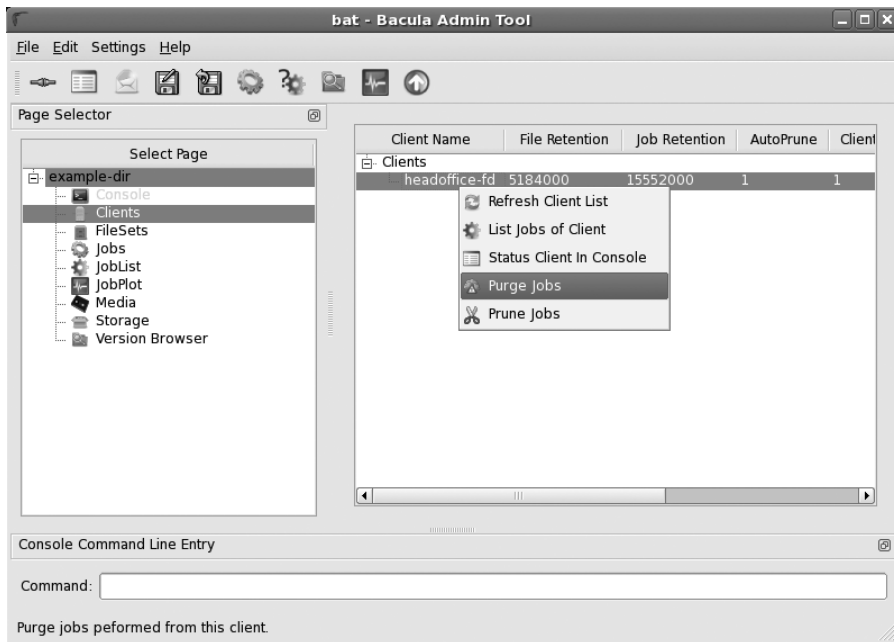 bat - Bacula Admin Tool
File Edit Settings Help
Page Selector
Select Page
example-dir
Console
Clients
FileSets
Jobs
JobList
JobPlot
Media
Storage
Version Browser
Client Name File Retention Job Retention AutoPrune Client
Clients
headoffice-fd 5184000 15552000 1 1
Refresh Client List
List Jobs of Client
Status Client In Console
Purge Jobs
Prune Jobs
Console Command Line Entry
Command:
Purge jobs peformed from this client.